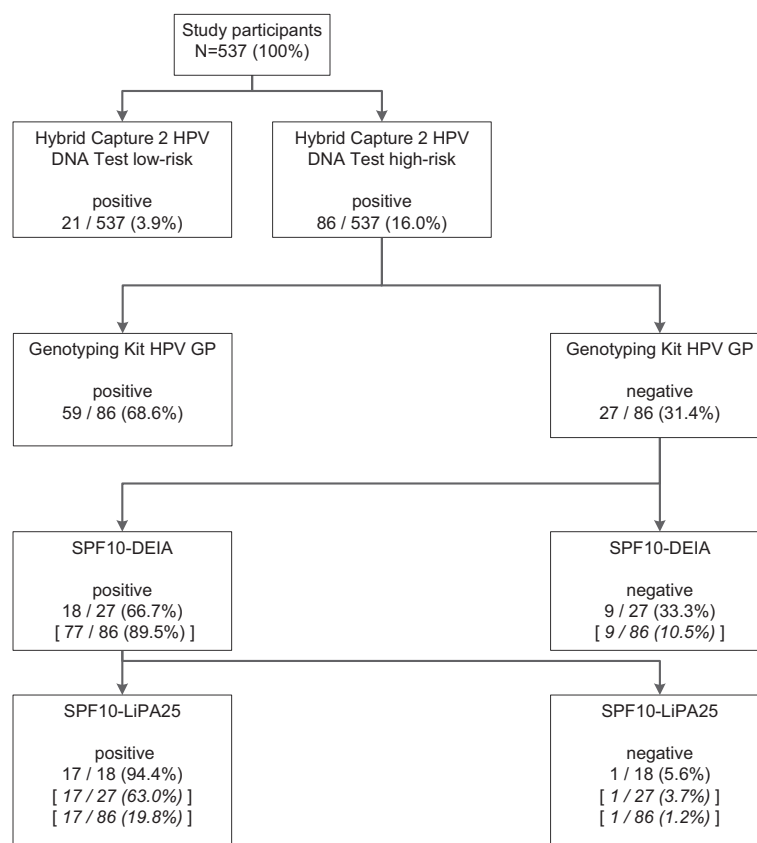 Study participants
N=537 (100%)
Hybrid Capture 2 HPV
DNA Test low-risk
positive
21 / 537 (3.9%)
Hybrid Capture 2 HPV
DNA Test high-risk
positive
86 / 537 (16.0%)
Genotyping Kit HPV GP
positive
59 / 86 (68.6%)
Genotyping Kit HPV GP
negative
27 / 86 (31.4%)
SPF10-DEIA
positive
18 / 27 (66.7%)
[ 77 / 86 (89.5%) ]
SPF10-DEIA
negative
9 / 27 (33.3%)
[ 9 / 86 (10.5%) ]
SPF10-LiPA25
positive
17 / 18 (94.4%)
[ 17 / 27 (63.0%) ]
[ 17 / 86 (19.8%) ]
SPF10-LiPA25
negative
1 / 18 (5.6%)
[ 1 / 27 (3.7%) ]
[ 1 / 86 (1.2%) ]